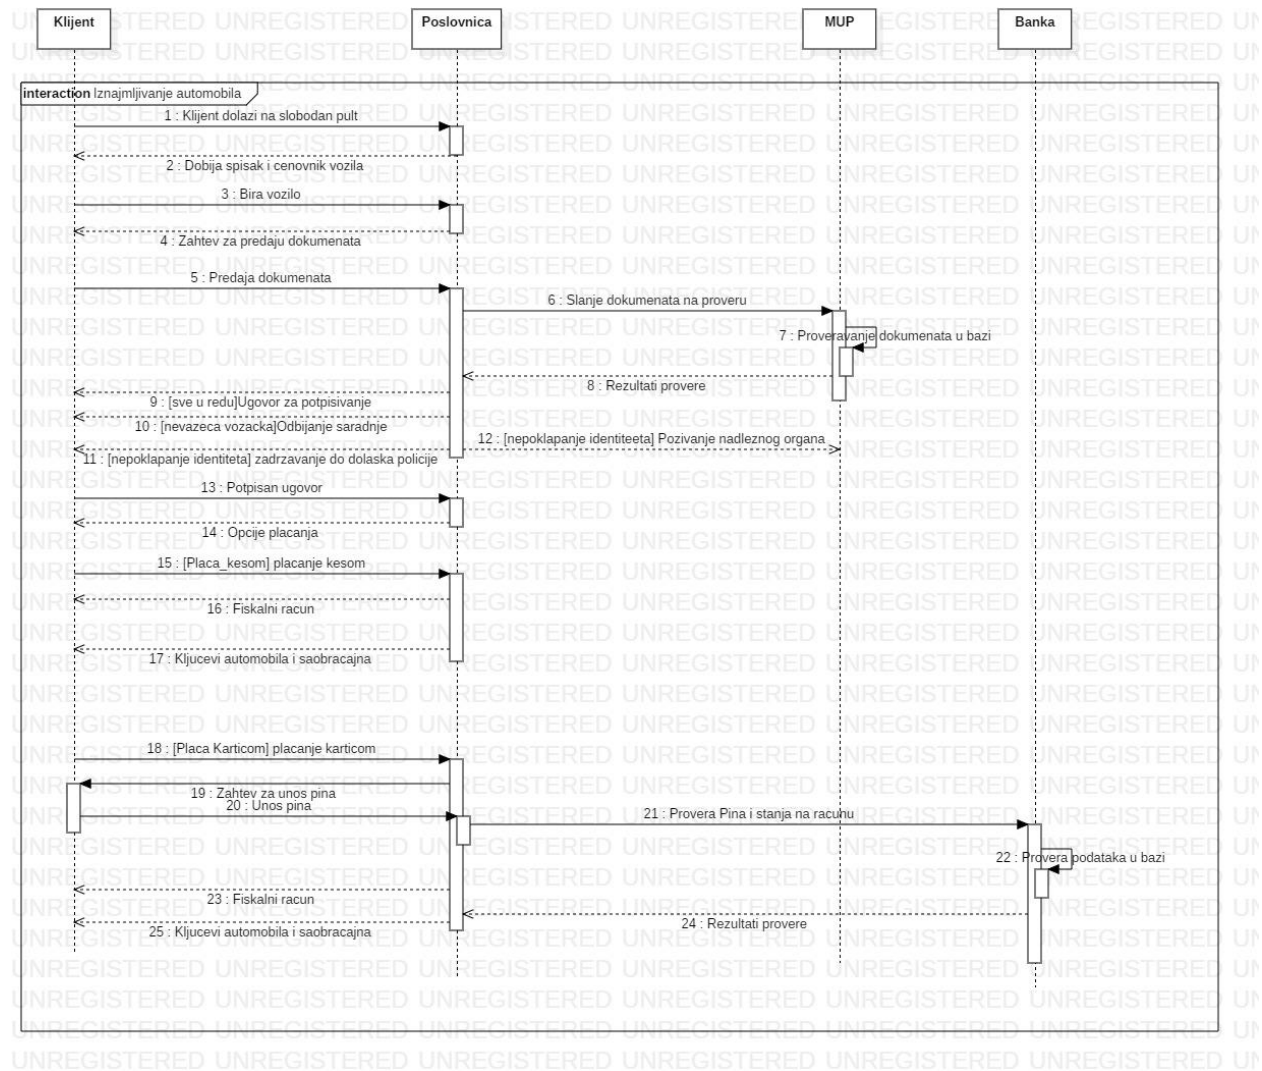 Klijent
Poslovnica
MUP
Banka
interaction Iznajmljivanje automobila
1 : Klijent dolazi na slobodan pult
2 : Dobija spisak i cenovnik vozila
3 : Bira vozilo
4 : Zahtev za predaju dokumenata
5 : Predaja dokumenata
6 : Slanje dokumenata na proveru
7 : Proveravanje dokumenata u bazi
8 : Rezultati provere
9 : [sve u redu]Ugovor za potpisivanje
10 : [nevazeca vozacka]Odbijanje saradnje
12 : [nepoklapanje identiteeta] Pozivanje nadleznog organa
11 : [nepoklapanje identiteta] zadrzavanje do dolaska policije
13 : Potpisan ugovor
14 : Opcije placanja
15 : [Placa_kesom] placanje kesom
16 : Fiskalni racun
17 : Kljucevi automobila i saobracajna
18 : [Placa Karticom] placanje karticom
19 : Zahtev za unos pina
20 : Unos pina
21 : Provera Pina i stanja na racunu
22 : Provera podataka u bazi
23 : Fiskalni racun
24 : Rezultati provere
25 : Kljucevi automobila i saobracajna
UNREGISTERED